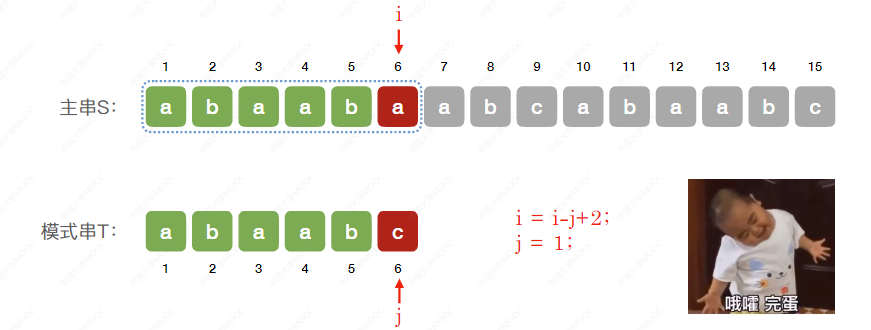 i
1 2 3 4 5 6 7 8 9 10 11 12 13 14 15
主串S: a b a a b a a b c a b a a b c
模式串T: a b a a b c
1 2 3 4 5 6
j
i = i-j+2;
j = 1;
哦嚯 完蛋